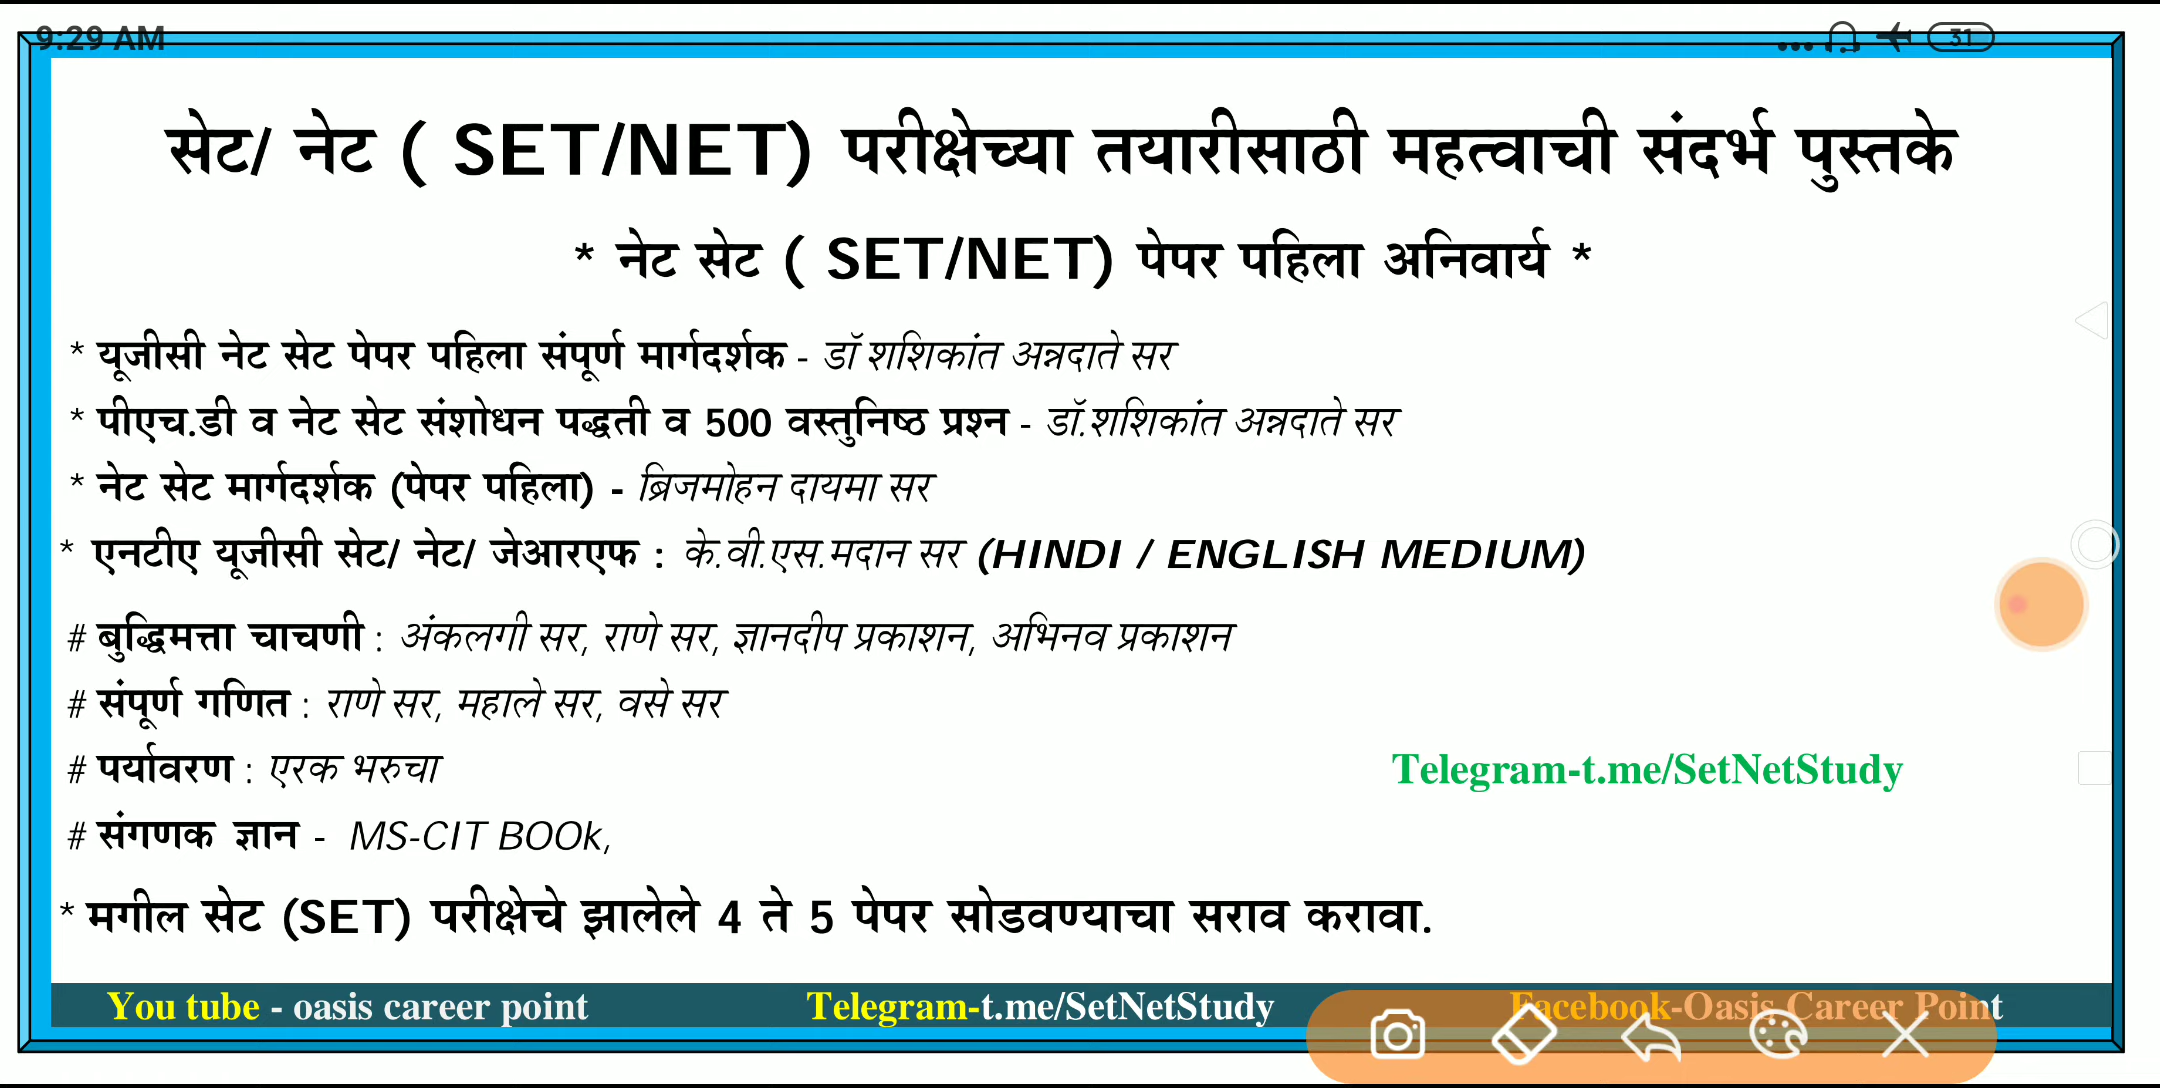 9:29 AM
31
सेट/ नेट ( SET/NET) परीक्षेच्या तयारीसाठी महत्वाची संदर्भ पुस्तके
* नेट सेट ( SET/NET) पेपर पहिला अनिवार्य *
* यूजीसी नेट सेट पेपर पहिला संपूर्ण मार्गदर्शक - डॉ शशिकांत अन्नदाते सर
* पीएच.डी व नेट सेट संशोधन पद्धती व 500 वस्तुनिष्ठ प्रश्न - डॉ.शशिकांत अन्नदाते सर
* नेट सेट मार्गदर्शक (पेपर पहिला) - ब्रिजमोहन दायमा सर
* एनटीए यूजीसी सेट/ नेट/ जेआरएफ : के.वी.एस.मदान सर (HINDI / ENGLISH MEDIUM)
# बुद्धिमत्ता चाचणी : अंकलगी सर, राणे सर, ज्ञानदीप प्रकाशन, अभिनव प्रकाशन
# संपूर्ण गणित : राणे सर, महाले सर, वसे सर
# पर्यावरण : एरक भरुचा
Telegram-t.me/SetNetStudy
# संगणक ज्ञान - MS-CIT BOOk,
* मगील सेट (SET) परीक्षेचे झालेले 4 ते 5 पेपर सोडवण्याचा सराव करावा.
You tube - oasis career point Telegram-t.me/SetNetStudy Facebook-Oasis Career Point